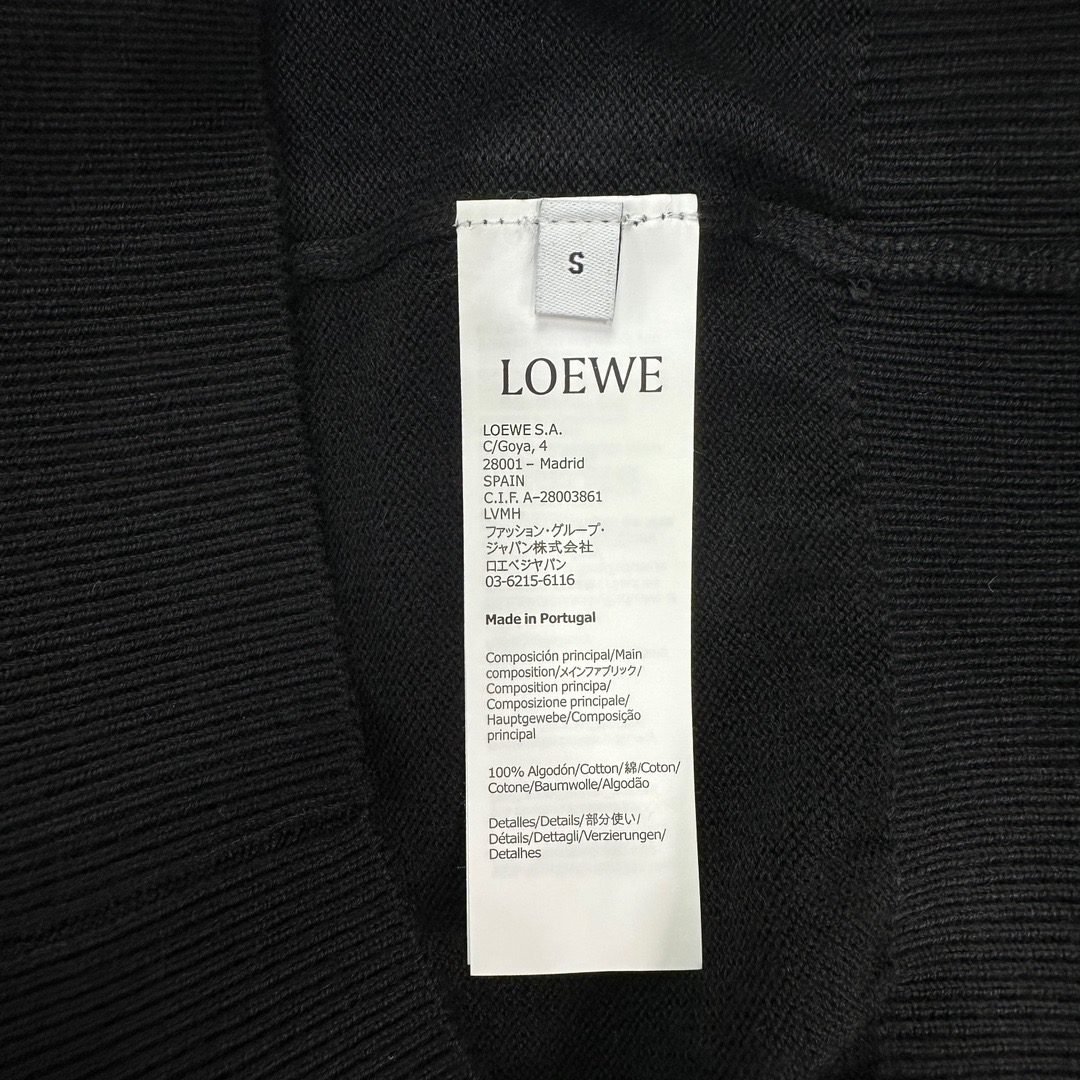 S
LOEWE
LOEWE S.A.
C/Goya, 4
28001 – Madrid
SPAIN
C.I.F. A-28003861
LVMH
ファッション・グループ・
ジャパン株式会社
ロエベジャパン
03-6215-6116
Made in Portugal
Composición principal/Main
composition/メインファブリック/
Composition principa/
Composizione principale/
Hauptgewebe/Composição
principal
100% Algodón/Cotton/綿/Coton/
Cotone/Baumwolle/Algodão
Detalles/Details/部分使い/
Détails/Dettagli/Verzierungen/
Detalhes